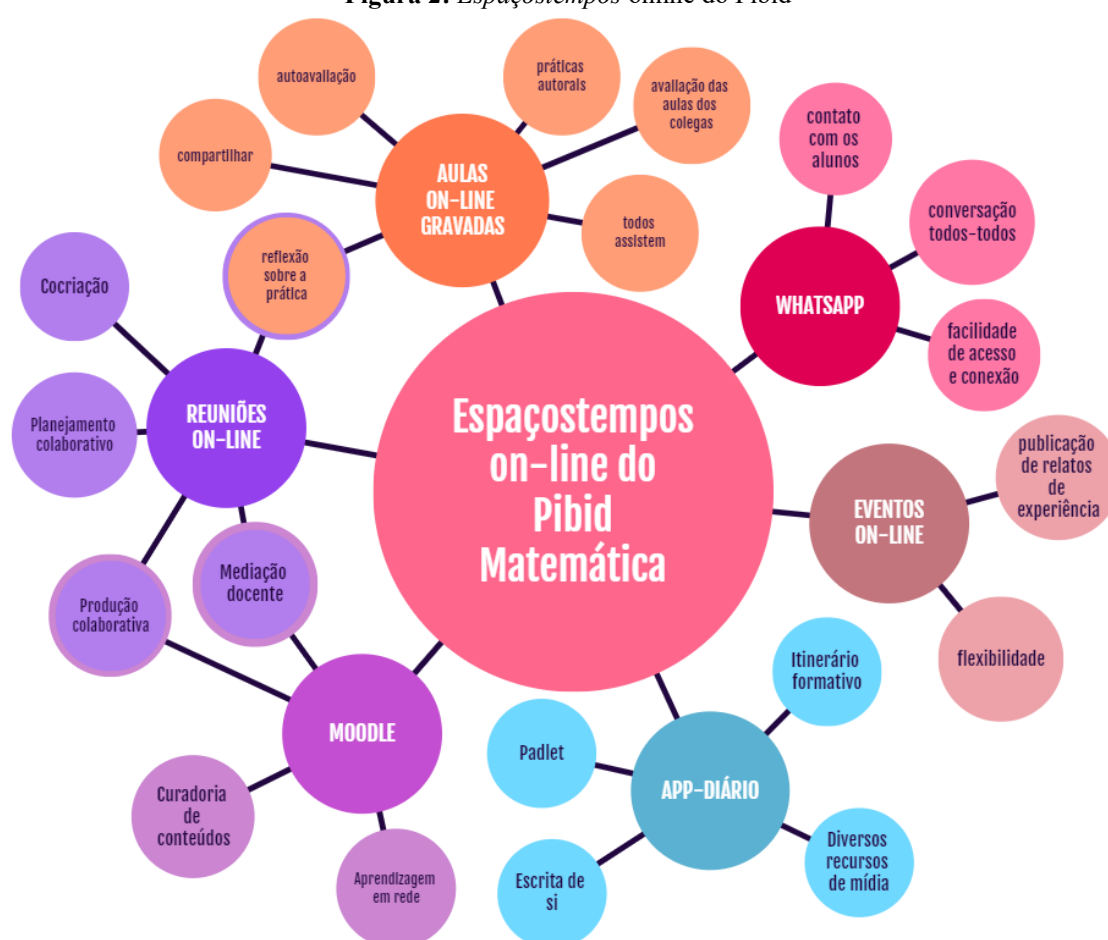 Figura 2: Espaçostempos online do Pibid
autoavaliação
práticas
autorais
avaliação das
aulas dos
colegas
compartilhar
AULAS
ON-LINE
GRAVADAS
todos
assistem
reflexão
sobre a
prática
contato
com os
alunos
conversação
todos-todos
WHATSAPP
facilidade
de acesso
e conexão
Cocriação
Planejamento
colaborativo
REUNIÕES
ON-LINE
Espaçostempos
on-line do
Pibid
Matemática
publicação
de relatos
de
experiência
EVENTOS
ON-LINE
flexibilidade
Mediação
docente
Produção
colaborativa
MOODLE
Curadoria
de
conteúdos
Aprendizagem
em rede
Itinerário
formativo
Padlet
APP-DIÁRIO
Escrita de
si
Diversos
recursos
de mídia